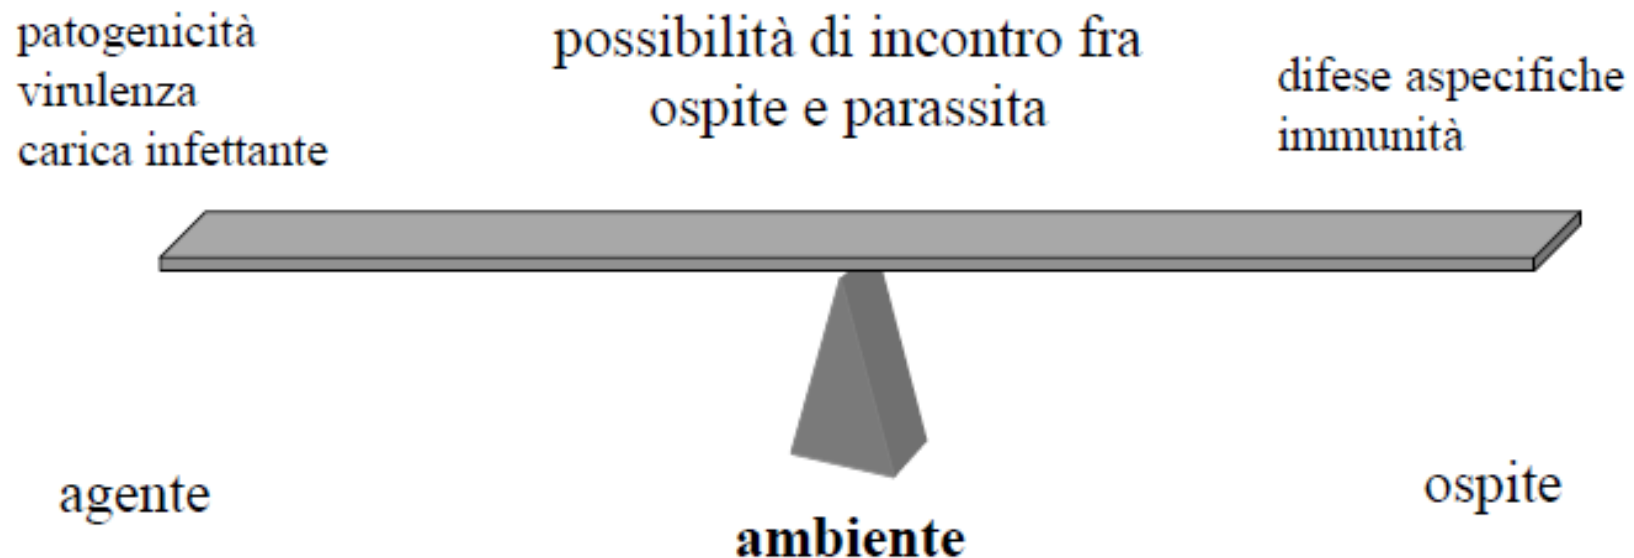 patogenicità
virulenza
carica infettante
possibilità di incontro fra
ospite e parassita
difese aspecifiche
immunità
agente
ambiente
ospite